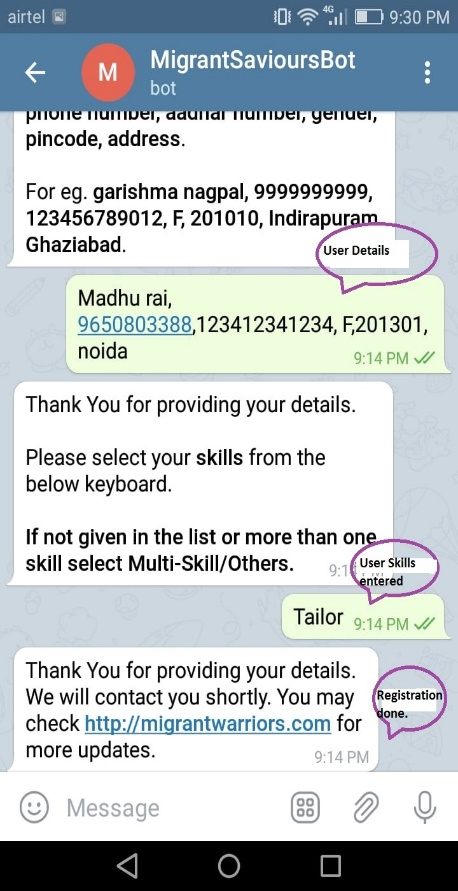 airtel 4G 9:30 PM
M MigrantSavioursBot
bot
phone number, aadhar number, gender,
pincode, address.
For eg. garishma nagpal, 9999999999,
123456789012, F, 201010, Indirapuram
Ghaziabad.
User Details
Madhu rai,
9650803388,123412341234, F,201301,
noida
9:14 PM
Thank You for providing your details.
Please select your skills from the
below keyboard.
If not given in the list or more than one
skill select Multi-Skill/Others.
User Skills
entered
Tailor 9:14 PM
Thank You for providing your details.
We will contact you shortly. You may
check http://migrantwarriors.com for
more updates.
9:14 PM
Registration
done.
Message